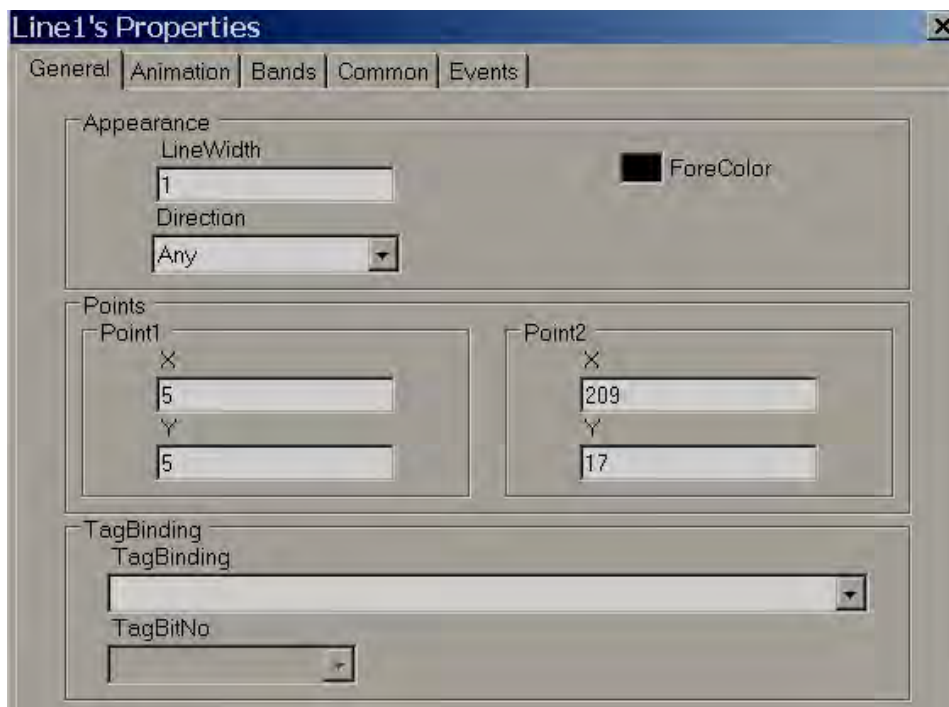 Line1's Properties
General Animation Bands Common Events
Appearance
LineWidth
1
ForeColor
Direction
Any
Points
Point1
X
5
Y
5
Point2
X
209
Y
17
TagBinding
TagBinding
TagBitNo